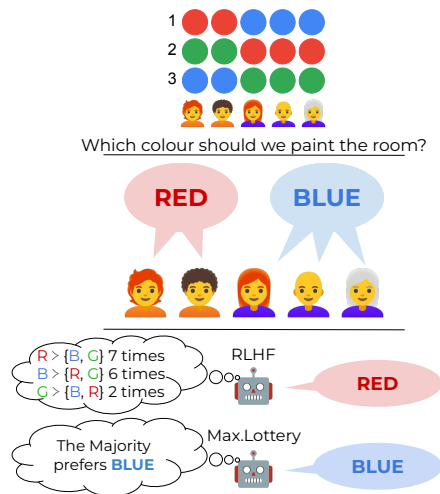 1
2
3
Which colour should we paint the room?
RED
BLUE
R > {B, G} 7 times
B > {R, G} 6 times
G > {B, R} 2 times
RLHF
RED
The Majority
prefers BLUE
Max.Lottery
BLUE